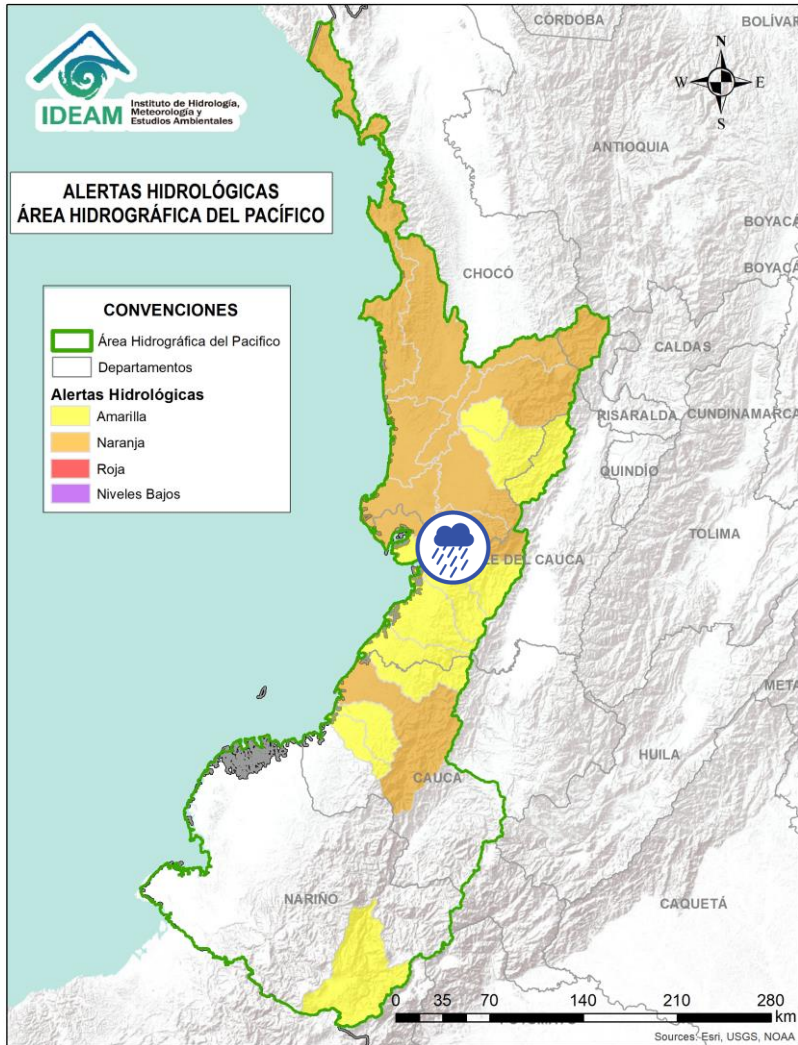 CÓRDOBA
BOLÍVAR
N
W
E
S
IDEAM
Instituto de Hidrología,
Meteorología y
Estudios Ambientales
ANTIOQUIA
ALERTAS HIDROLÓGICAS
ÁREA HIDROGRÁFICA DEL PACÍFICO
BOYACÁ
BOYACÁ
CHOCÓ
CONVENCIONES
Área Hidrográfica del Pacifico
Departamentos
Alertas Hidrológicas
Amarilla
Naranja
Roja
Niveles Bajos
CALDAS
RISARALDA
CUNDINAMARCA
QUINDÍO
TOLIMA
LE DEL CAUCA
META
HUILA
CAUCA
NARIÑO
CAQUETÁ
0 35 70 140 210 280
km
Sources: Esri, USGS, NOAA